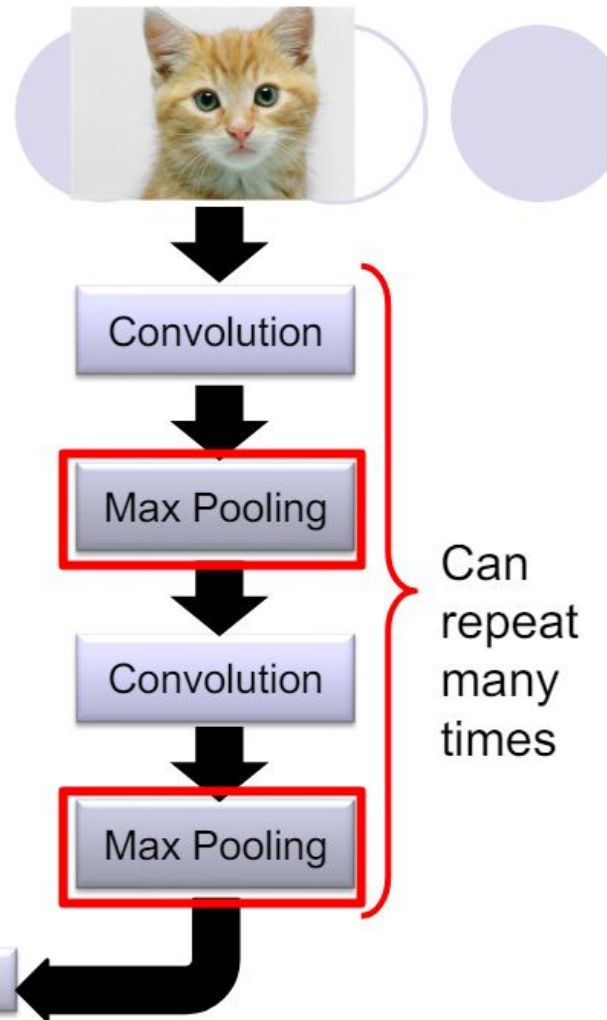 Convolution
Max Pooling
Convolution
Max Pooling
Can
repeat
many
times